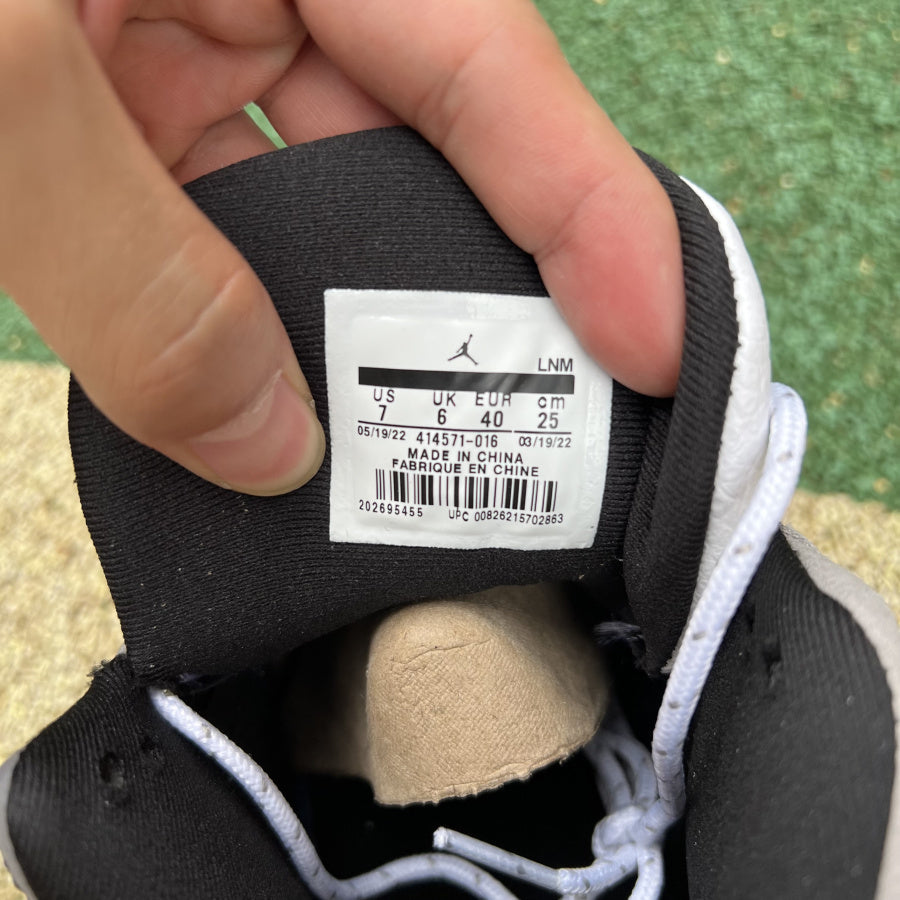 LNM
US UK EUR cm
7 6 40 25
05/19/22 414571-016 03/19/22
MADE IN CHINA
FABRIQUE EN CHINE
202695455 UPC 00826215702863